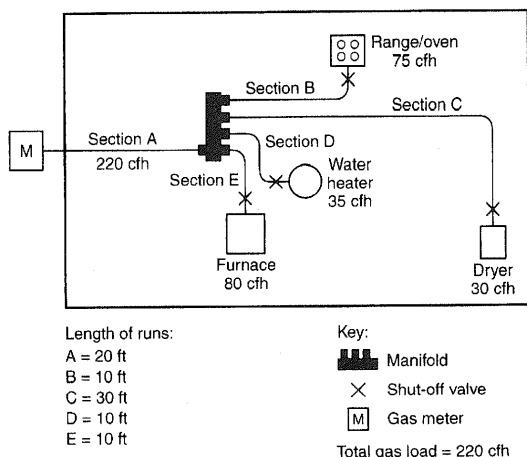 Range/oven
75 cfh
Section B
Section C
Section A
M
220 cfh
Section D
Section E
Water
heater
35 cfh
Furnace
80 cfh
Dryer
30 cfh
Length of runs:
A = 20 ft
B = 10 ft
C = 30 ft
D = 10 ft
E = 10 ft
Key:
Manifold
Shut-off valve
M Gas meter
Total gas load = 220 cfh